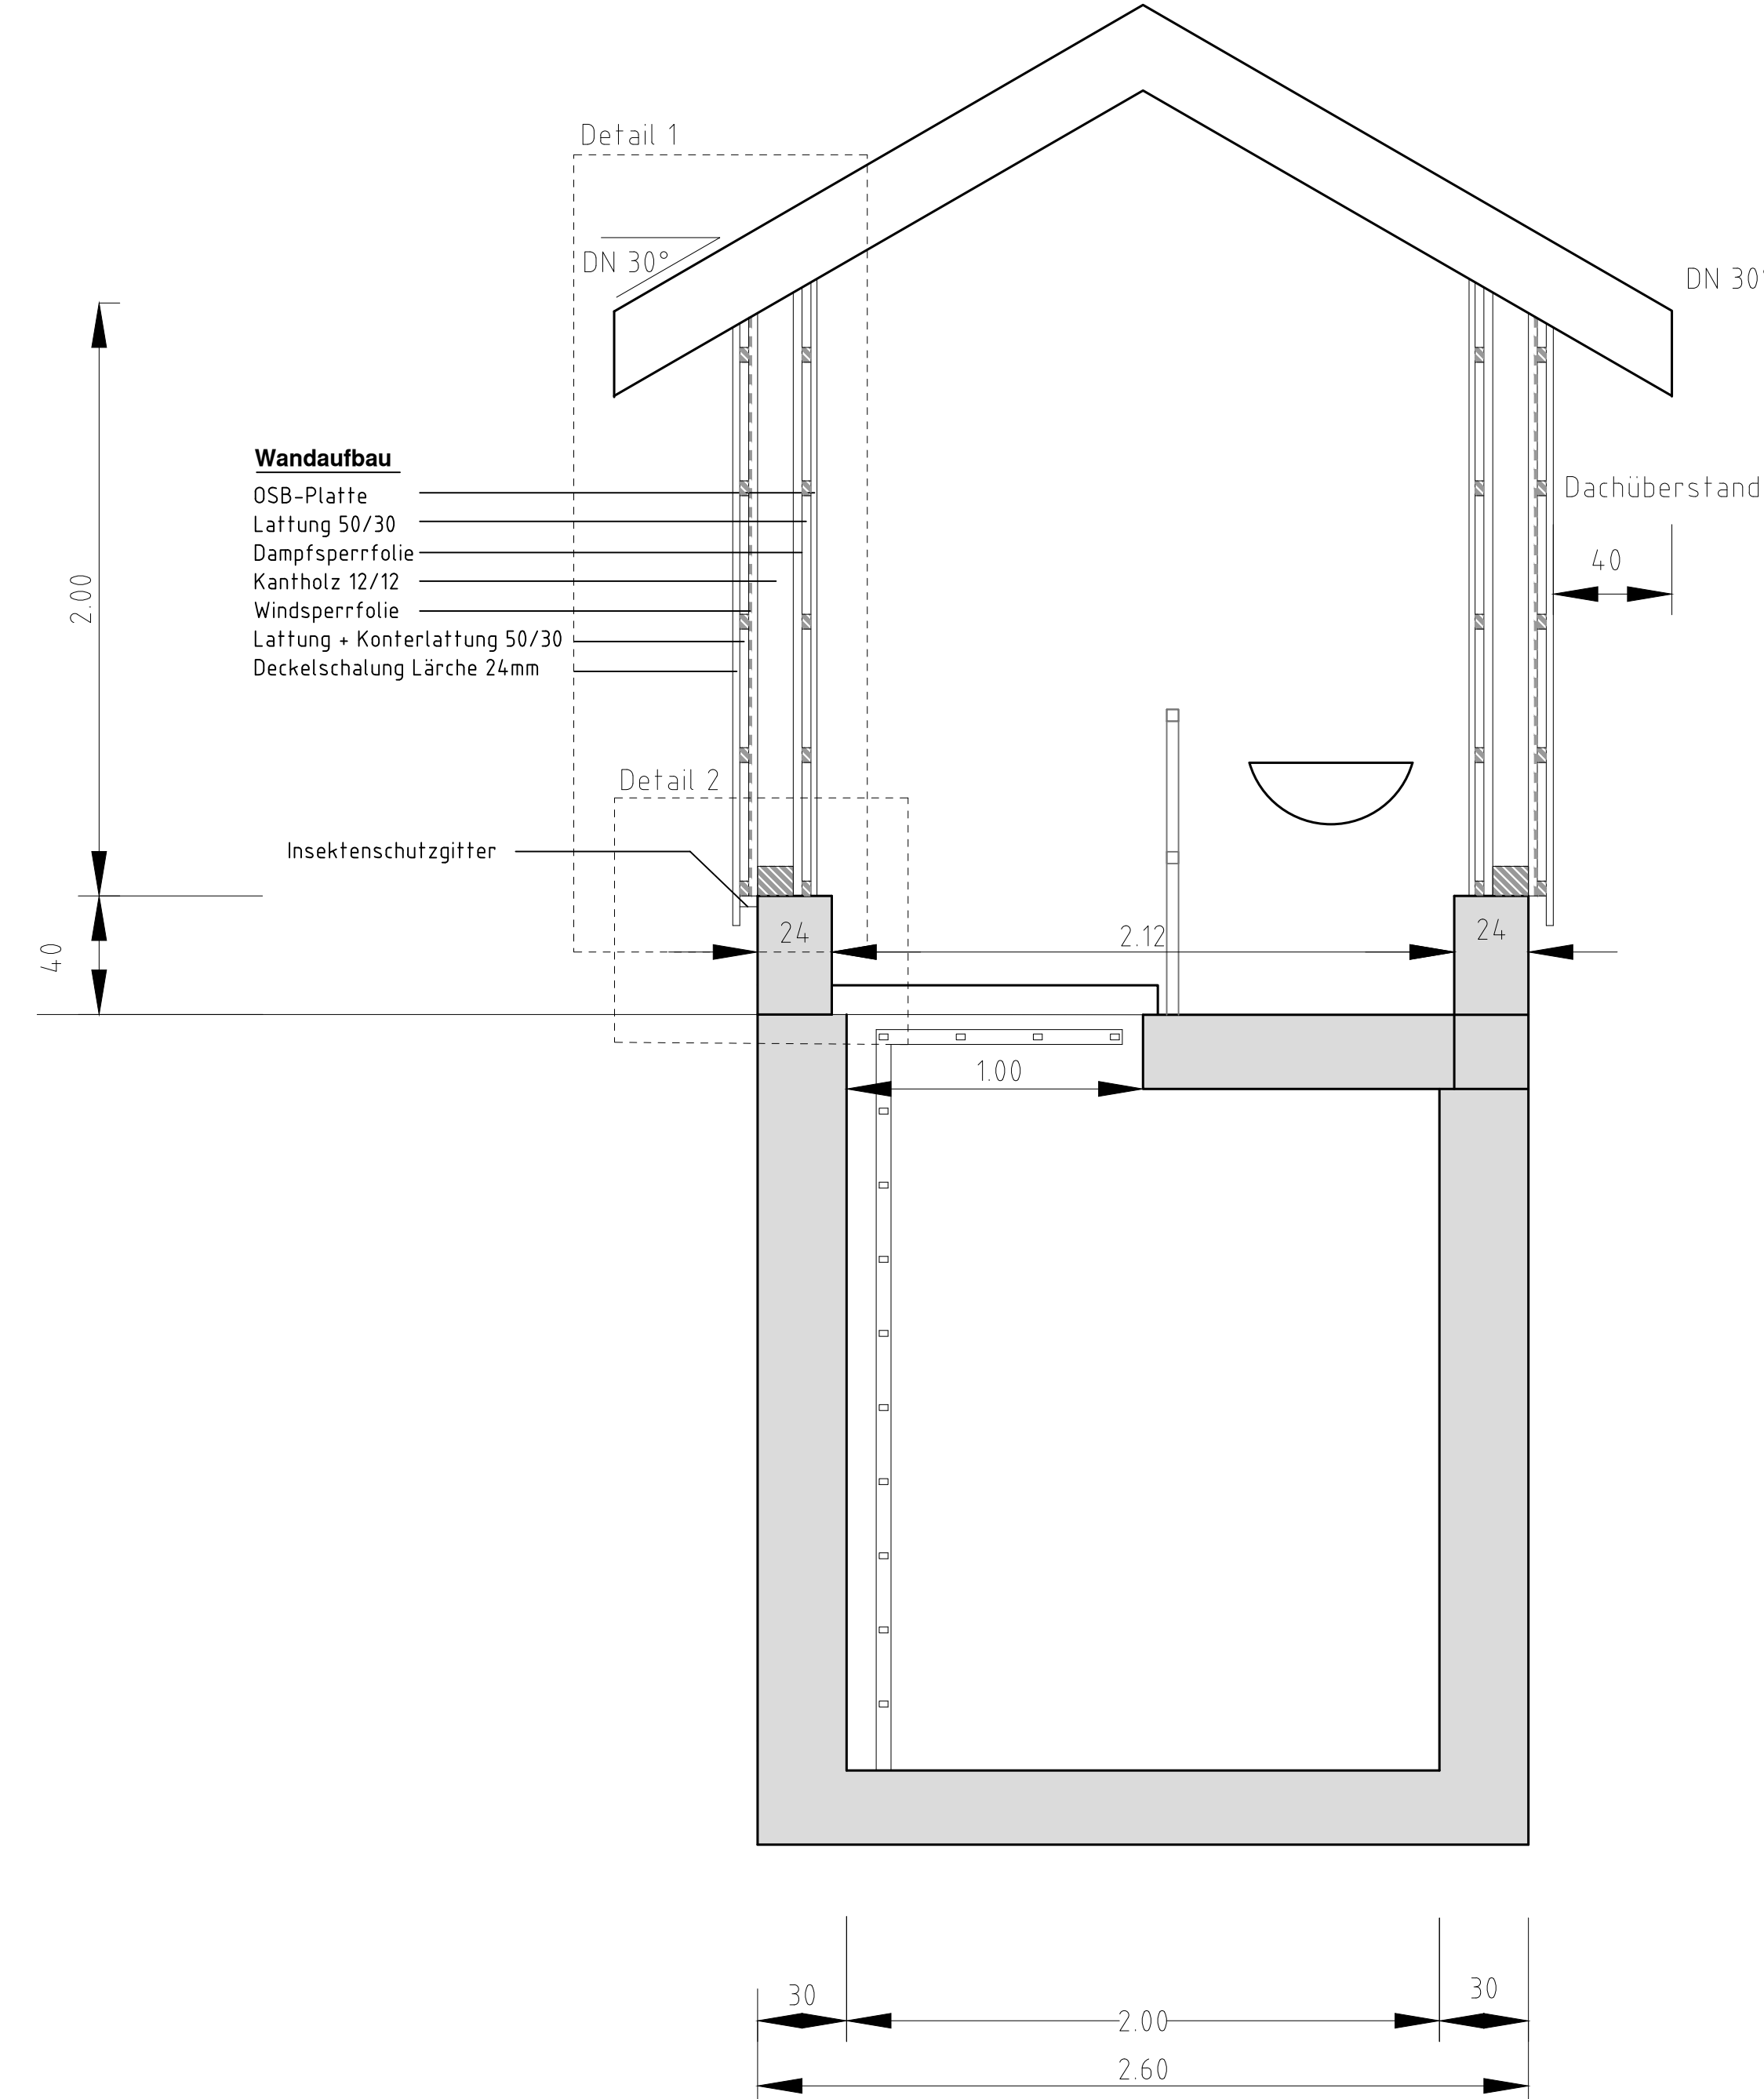 Detail 1
DN 30°
DN 30°
Wandaufbau
OSB-Platte
Lattung 50/30
Dampfsperrfolie
Kantholz 12/12
Windsperrfolie
Lattung + Konterlattung 50/30
Deckelschalung Lärche 24mm
Dachüberstand
40
2.00
Detail 2
Insektenschutzgitter
24
2.12
24
40
1.00
30
2.00
30
2.60